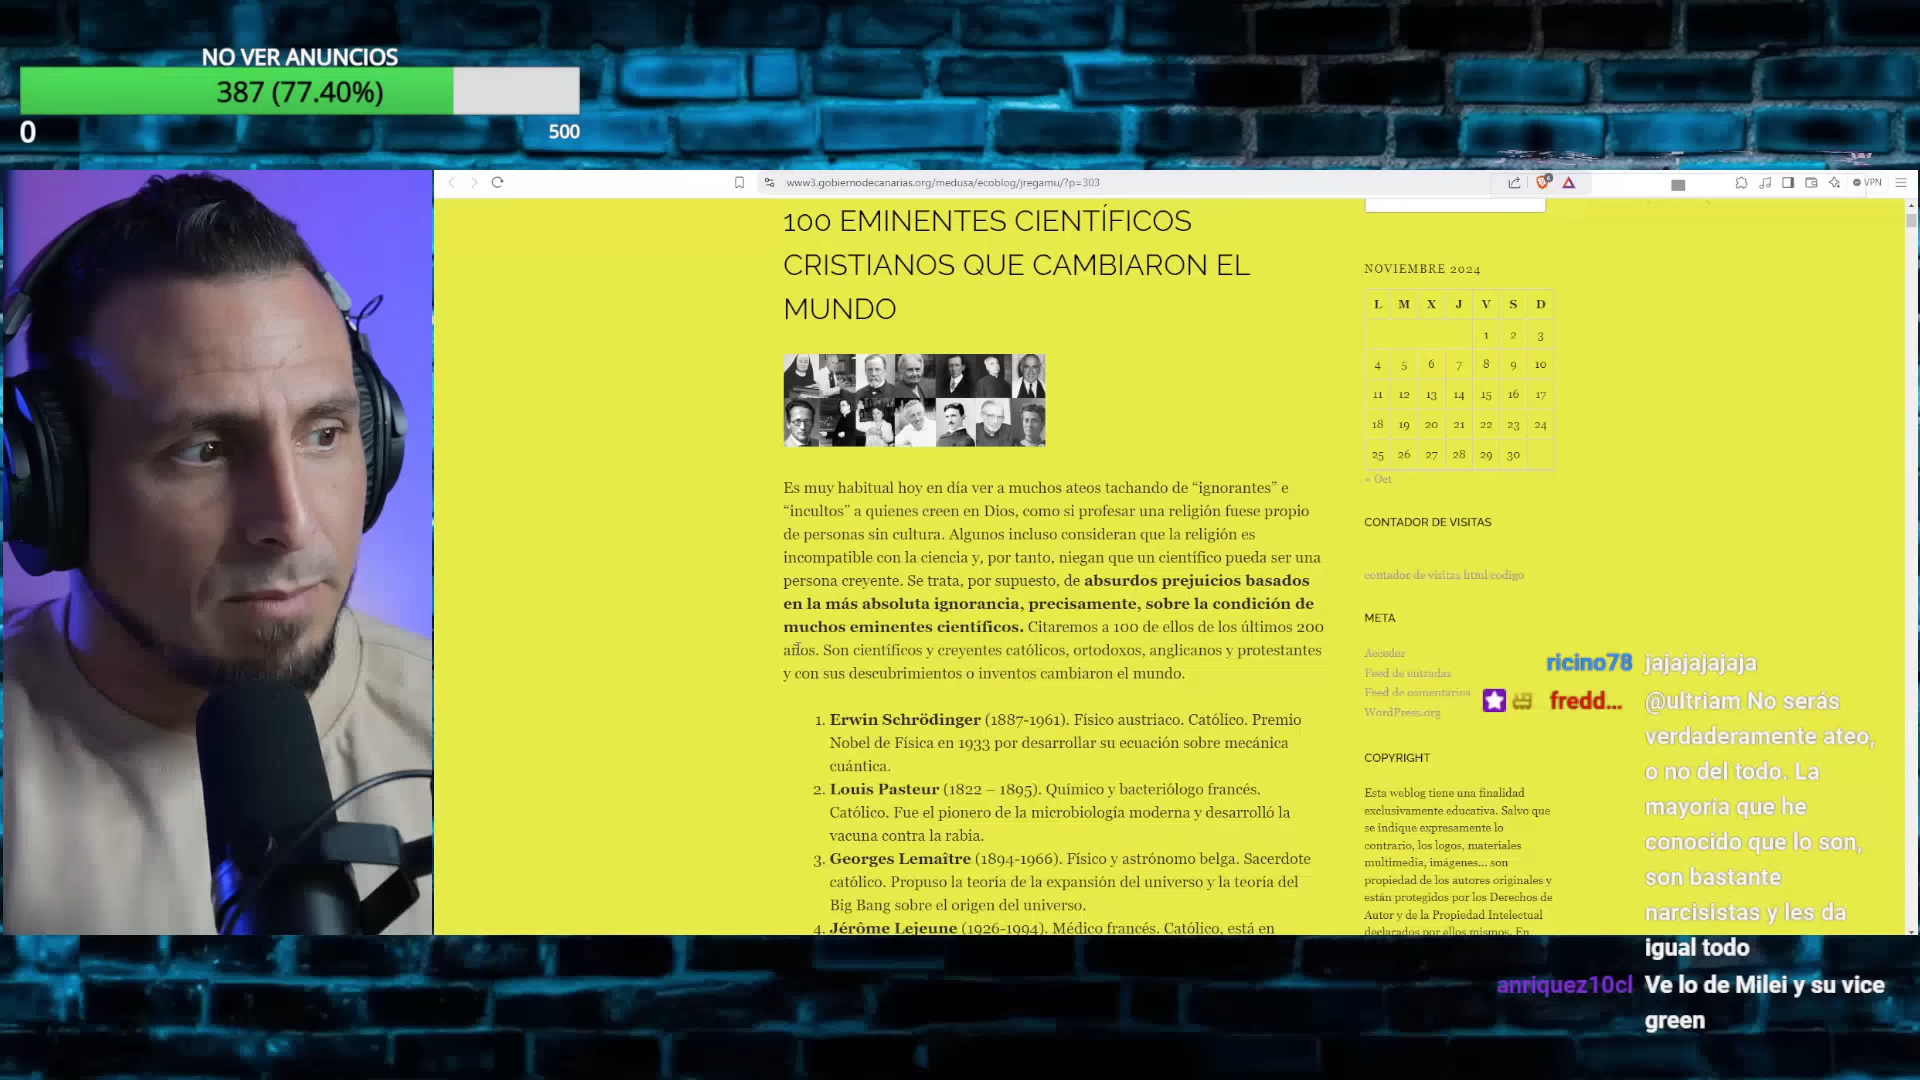 NO VER ANUNCIOS
387 (77.40%)
0
500
www3.gobiernodecanarias.org/medusa/ecoblog/jregamu/?p=303
VPN
100 EMINENTES CIENTÍFICOS
CRISTIANOS QUE CAMBIARON EL
MUNDO
Es muy habitual hoy en día ver a muchos ateos tachando de “ignorantes” e
“incultos” a quienes creen en Dios, como si profesar una religión fuese propio
de personas sin cultura. Algunos incluso consideran que la religión es
incompatible con la ciencia y, por tanto, niegan que un científico pueda ser una
persona creyente. Se trata, por supuesto, de absurdos prejuicios basados
en la más absoluta ignorancia, precisamente, sobre la condición de
muchos eminentes científicos. Citaremos a 100 de ellos de los últimos 200
años. Son científicos y creyentes católicos, ortodoxos, anglicanos y protestantes
y con sus descubrimientos o inventos cambiaron el mundo.
1. Erwin Schrödinger (1887-1961). Físico austriaco. Católico. Premio
Nobel de Física en 1933 por desarrollar su ecuación sobre mecánica
cuántica.
2. Louis Pasteur (1822 – 1895). Químico y bacteriólogo francés.
Católico. Fue el pionero de la microbiología moderna y desarrolló la
vacuna contra la rabia.
3. Georges Lemaître (1894-1966). Físico y astrónomo belga. Sacerdote
católico. Propuso la teoría de la expansión del universo y la teoría del
Big Bang sobre el origen del universo.
4. Jérôme Lejeune (1926-1994). Médico francés. Católico, está en
NOVIEMBRE 2024
L M X J V S D
1 2 3
4 5 6 7 8 9 10
11 12 13 14 15 16 17
18 19 20 21 22 23 24
25 26 27 28 29 30
« Oct
CONTADOR DE VISITAS
contador de visitas html codigo
META
Acceder
Feed de entradas
Feed de comentarios
WordPress.org
COPYRIGHT
Esta weblog tiene una finalidad
exclusivamente educativa. Salvo que
se indique expresamente lo
contrario, los logos, materiales
multimedia, imágenes... son
propiedad de los autores originales y
están protegidos por los Derechos de
Autor y de la Propiedad Intelectual
declarados por ellos mismos. En
ricino78 jajajajajaja
fredd... @ultriam No serás
verdaderamente ateo,
o no del todo. La
mayoría que he
conocido que lo son,
son bastante
narcisistas y les da
igual todo
anriquez10cl Ve lo de Milei y su vice
green